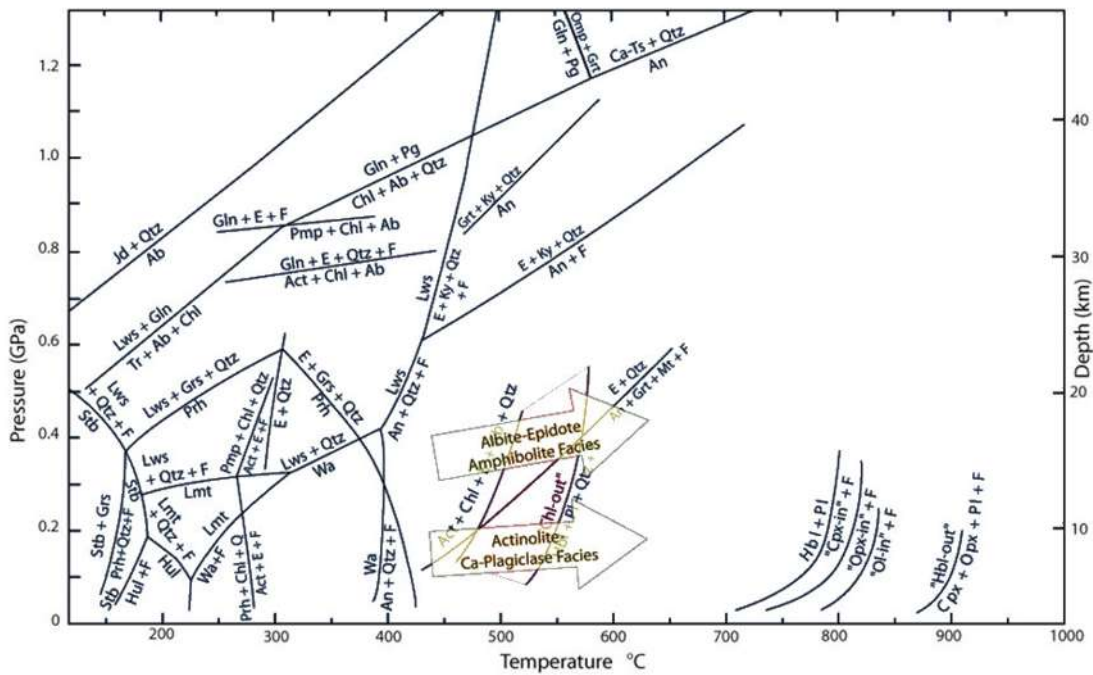 Pressure (GPa)
1.2
1.0
0.8
0.6
0.4
0.2
0
Jd + Qtz
Ab
Gln + E + F
Pmp + Chl + Ab
Gln + Pg
Chl + Ab + Qtz
Gln + E + Qtz + F
Act + Chl + Ab
Omp + Grt
Gln + Pg
Ca-Ts + Qtz
An
Grt + Ky + Qtz
An
E + Ky + Qtz
An + F
Lws
E + Ky + Qtz
+ F
Lws + Gln
Tr + Ab + Chl
Lws
+ Qtz + F
Stb
Lws + Grs + Qtz
Prh
E + Grs + Qtz
Prh
Pmp + Chl + Qtz
Act + E + F
E + Qtz
Lws
An + Qtz + F
Lws + Qtz
Wa
Lws
+ Qtz + F
Lmt
Stb
Lmt
+ Qtz + F
Hul
Lmt
Wa + F
Stb + Grs
Prh+Qtz+F
Stb
Hul + F
Prh + Chl + Q
Act + E + F
Wa
An + Qtz + F
Albite-Epidote
Amphibolite Facies
Actinolite-
Ca-Plagiclase Facies
Act + Chl +
+ Qtz
Chl-out"
E + Qtz
+ Grt + Mt + F
Hbl + Pl
"Cpx-in" + F
"Opx-in" + F
"Ol-in" + F
"Hbl-out"
Cpx + Opx + Pl + F
40
30
20
10
Depth (km)
200
300
400
500
600
700
800
900
1000
Temperature °C